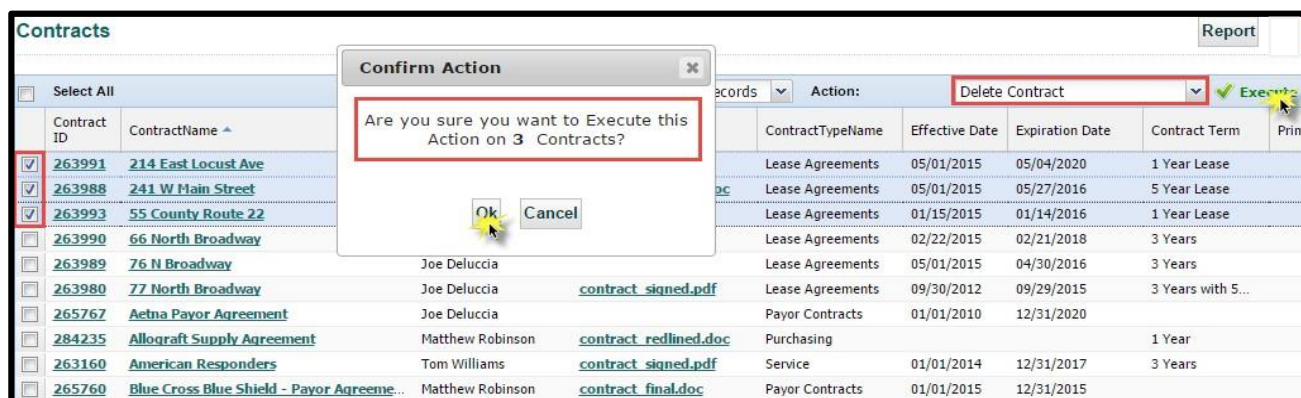 Contracts
Report
Confirm Action
Are you sure you want to Execute this
Action on 3 Contracts?
Ok Cancel
Select All Action: Delete Contract Execute
Contract ID ContractName ContractTypeName Effective Date Expiration Date Contract Term
263991 214 East Locust Ave Lease Agreements 05/01/2015 05/04/2020 1 Year Lease
263988 241 W Main Street Lease Agreements 05/01/2015 05/27/2016 5 Year Lease
263993 55 County Route 22 Lease Agreements 01/15/2015 01/14/2016 1 Year Lease
263990 66 North Broadway Lease Agreements 02/22/2015 02/21/2018 3 Years
263989 76 N Broadway Joe Deluccia Lease Agreements 05/01/2015 04/30/2016 3 Years
263980 77 North Broadway Joe Deluccia contract_signed.pdf Lease Agreements 09/30/2012 09/29/2015 3 Years with 5...
265767 Aetna Payor Agreement Joe Deluccia Payor Contracts 01/01/2010 12/31/2020
284235 Allograft Supply Agreement Matthew Robinson contract_redlined.doc Purchasing 1 Year
263160 American Responders Tom Williams contract_signed.pdf Service 01/01/2014 12/31/2017 3 Years
265760 Blue Cross Blue Shield - Payor Agreeme... Matthew Robinson contract_final.doc Payor Contracts 01/01/2015 12/31/2015